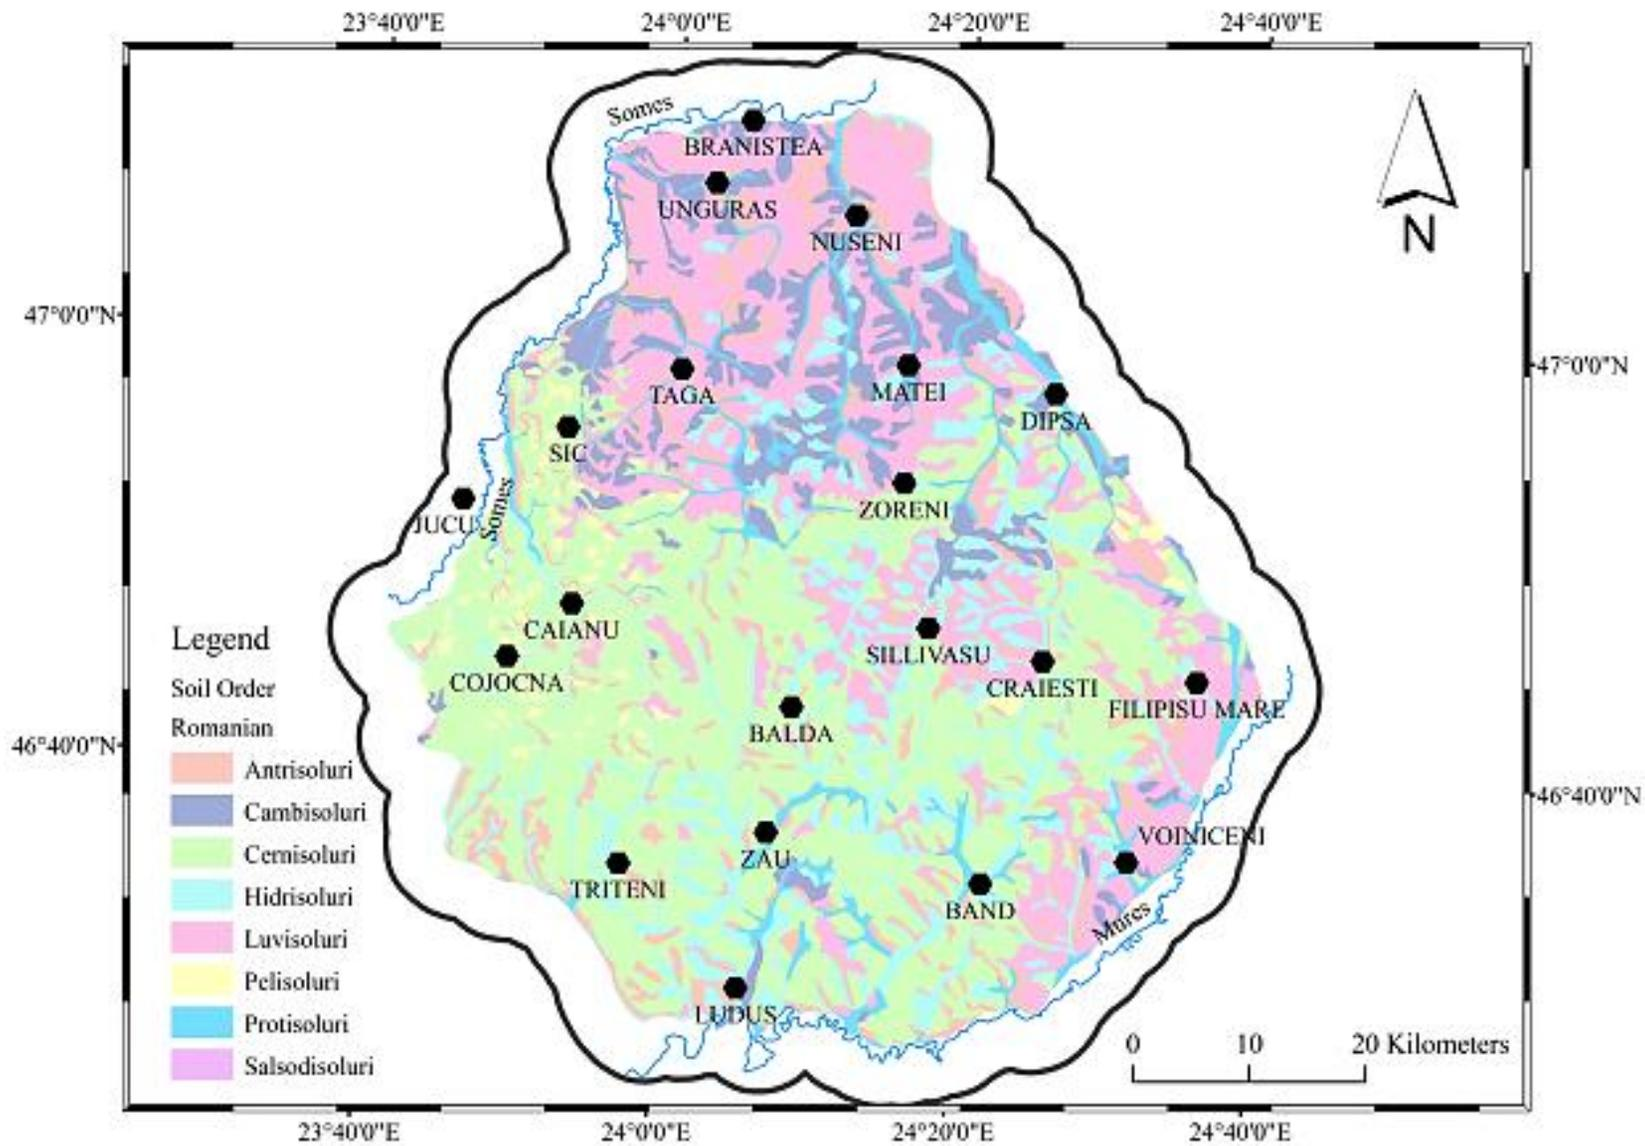 23°40'0"E
24°0'0"E
24°20'0"E
24°40'0"E
Somes
BRANISTEA
UNGURAS
NUSENI
N
47°0'0"N
47°0'0"N
TAGA
MATEI
DIPSA
SIC
ZORENI
JUCU
Somes
CAIANU
SILLIVASU
COJOCNA
CRAIESTI
FILIPISU MARE
BALDA
46°40'0"N
46°40'0"N
VOINICENI
ZAU
TRITENI
BAND
Mures
LUDUS
Legend
Soil Order
Romanian
Antrisoluri
Cambisoluri
Cernisoluri
Hidrisoluri
Luvisoluri
Pelisoluri
Protisoluri
Salsodisoluri
0 10 20 Kilometers
23°40'0"E
24°0'0"E
24°20'0"E
24°40'0"E